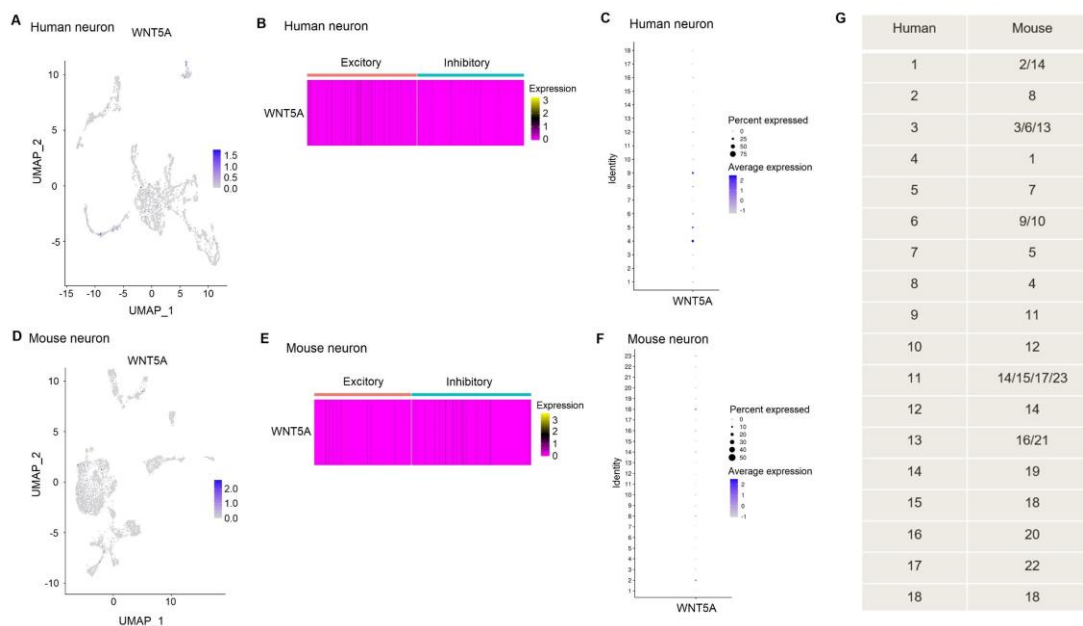 A
Human neuron
WNT5A
10
5
0
-5
UMAP_2
1.5
1.0
0.5
0.0
-15 -10 -5 0 5 10
UMAP_1
B
Human neuron
Excitory Inhibitory
WNT5A
Expression
3
2
1
0
C
Human neuron
18
17
16
15
14
13
12
11
10
9
8
7
6
5
4
3
2
1
Identity
WNT5A
Percent expressed
0
25
50
75
Average expression
2
1
0
-1
D
Mouse neuron
WNT5A
10
5
0
-5
-10
UMAP_2
2.0
1.0
0.0
0 10
UMAP_1
E
Mouse neuron
Excitory Inhibitory
WNT5A
Expression
3
2
1
0
F
Mouse neuron
23
22
21
20
19
18
17
16
15
14
13
12
11
10
9
8
7
6
5
4
3
2
1
Identity
WNT5A
Percent expressed
0
10
20
30
40
50
Average expression
2
1
0
-1
G
Human Mouse
1 2/14
2 8
3 3/6/13
4 1
5 7
6 9/10
7 5
8 4
9 11
10 12
11 14/15/17/23
12 14
13 16/21
14 19
15 18
16 20
17 22
18 18